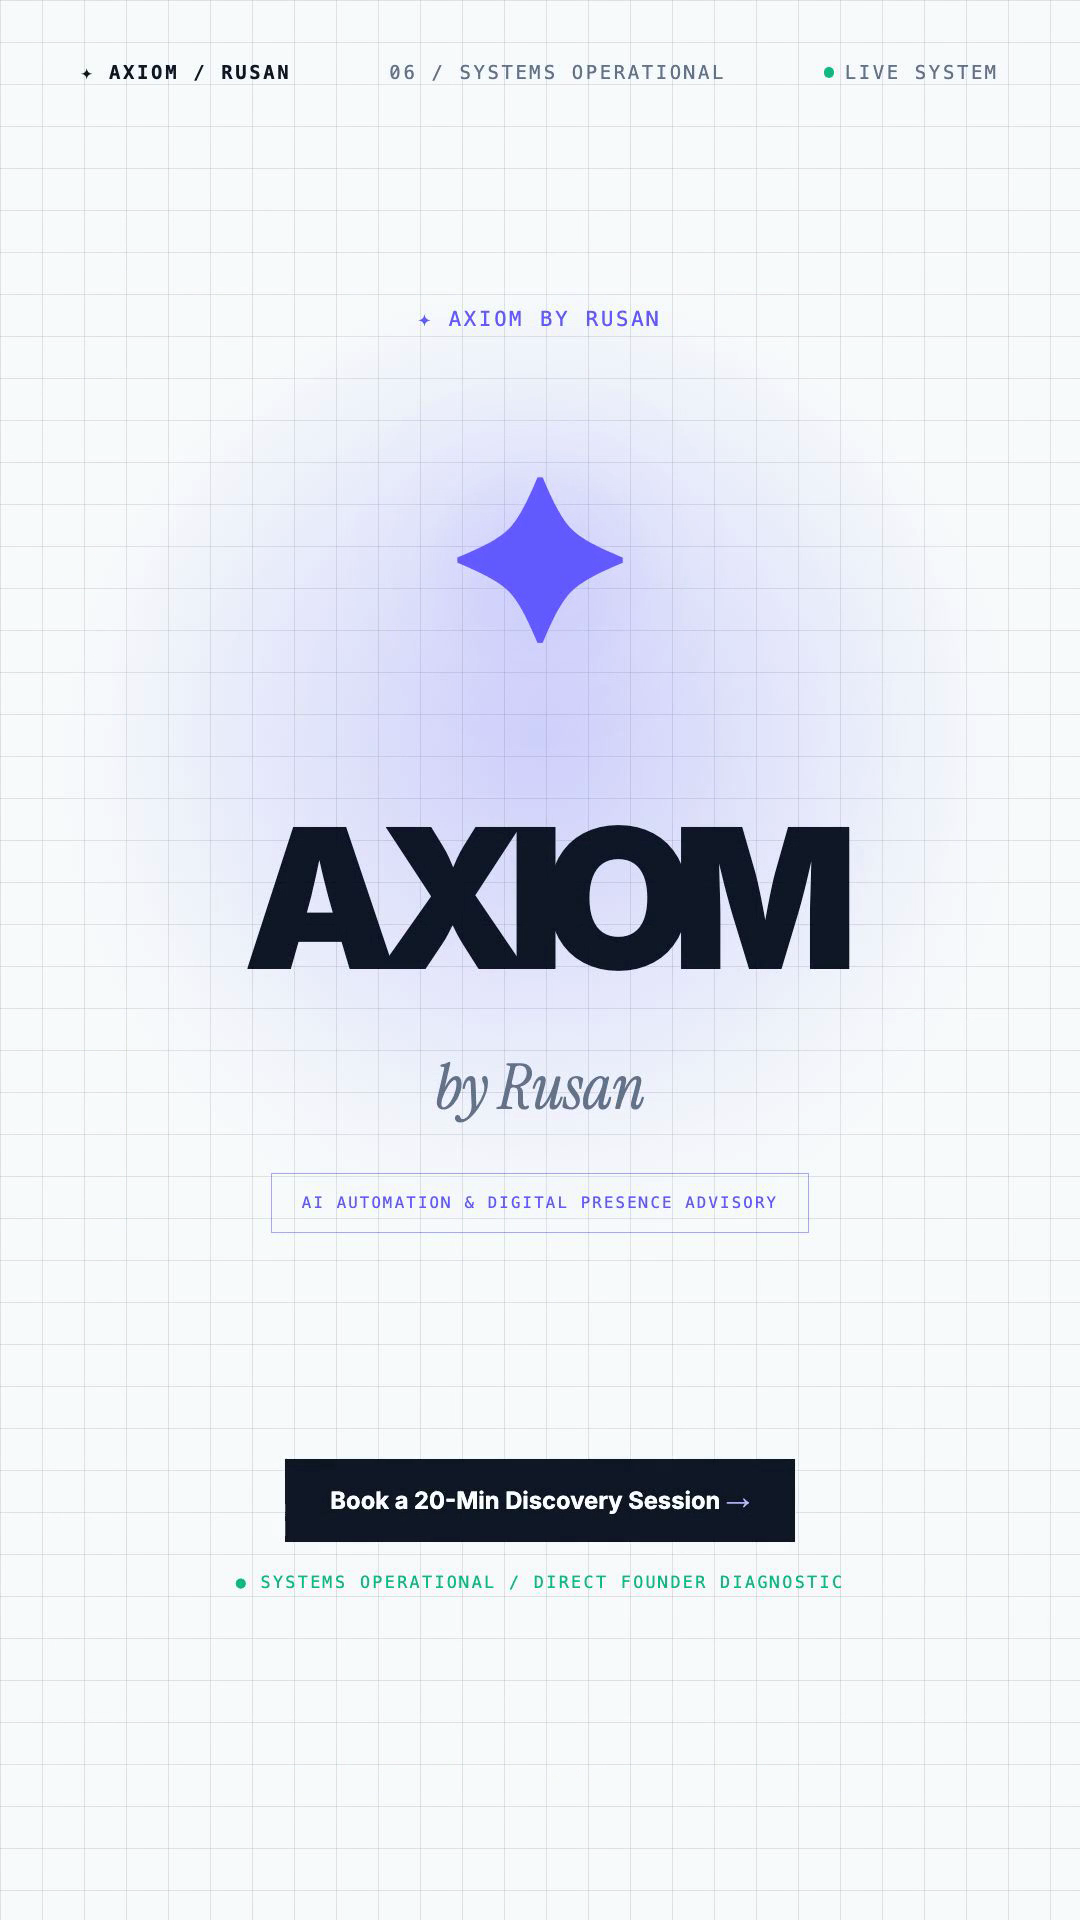 ✦ AXIOM / RUSAN
06 / SYSTEMS OPERATIONAL
● LIVE SYSTEM
✦ AXIOM BY RUSAN
AXIOM
by Rusan
AI AUTOMATION & DIGITAL PRESENCE ADVISORY
Book a 20-Min Discovery Session →
● SYSTEMS OPERATIONAL / DIRECT FOUNDER DIAGNOSTIC